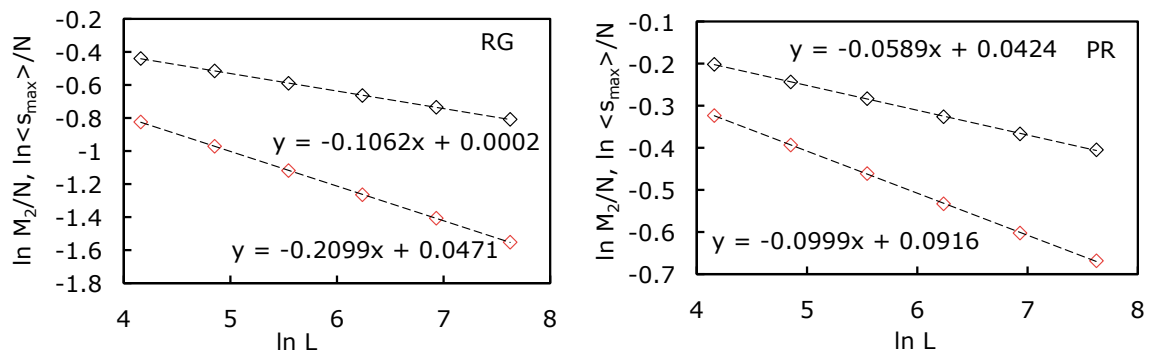 RG
ln M₂/N, ln<s_max>/N
-0.2
-0.4
-0.6
-0.8
-1
-1.2
-1.4
-1.6
-1.8
y = -0.1062x + 0.0002
y = -0.2099x + 0.0471
4 5 6 7 8
ln L
PR
ln M₂/N, ln <s_max>/N
-0.1
-0.2
-0.3
-0.4
-0.5
-0.6
-0.7
y = -0.0589x + 0.0424
y = -0.0999x + 0.0916
4 5 6 7 8
ln L